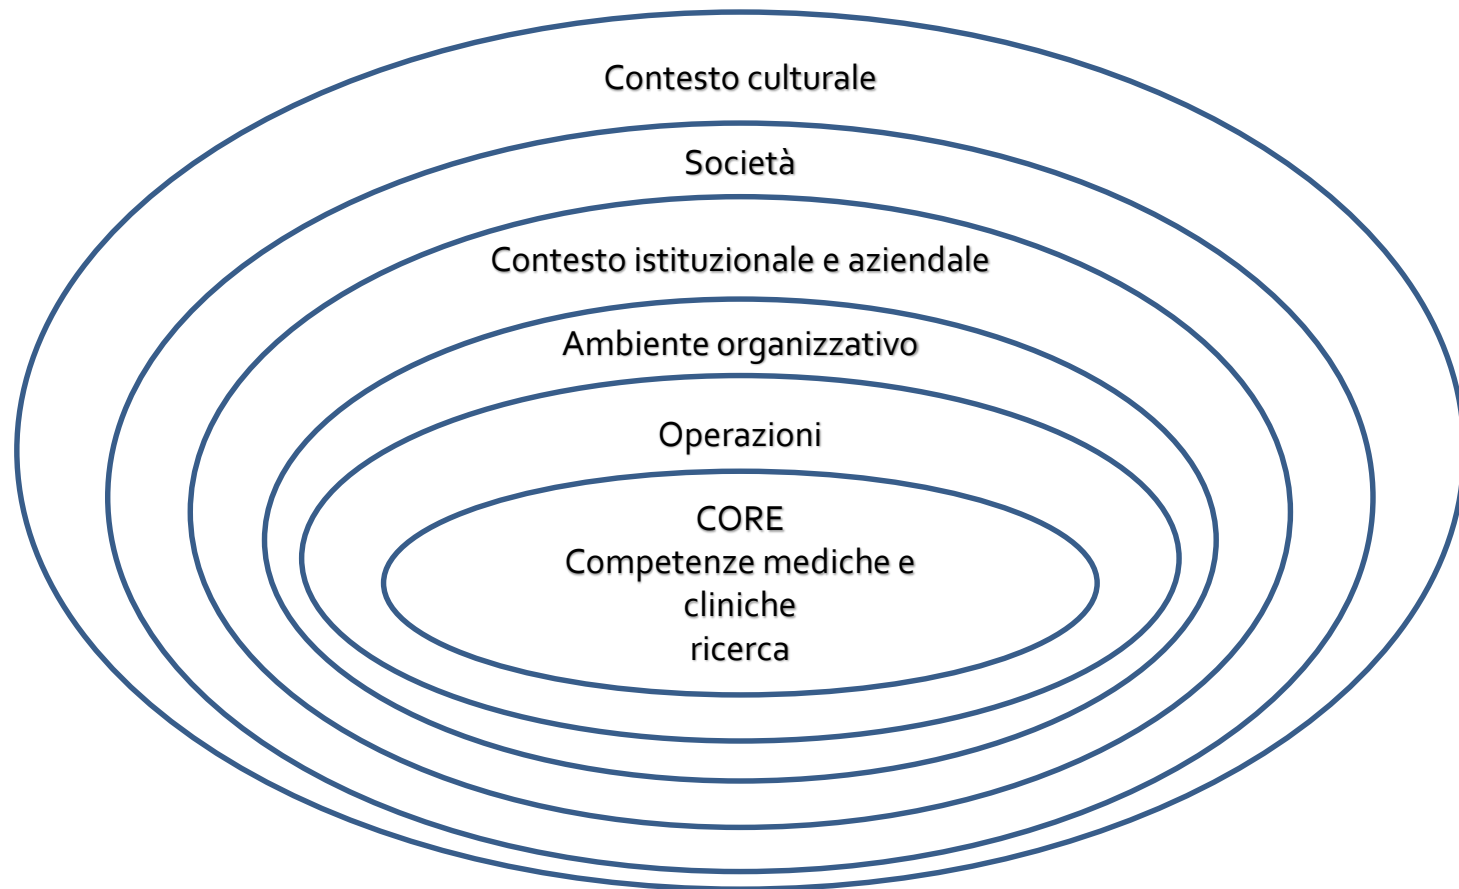 Contesto culturale
Società
Contesto istituzionale e aziendale
Ambiente organizzativo
Operazioni
CORE
Competenze mediche e
cliniche
ricerca